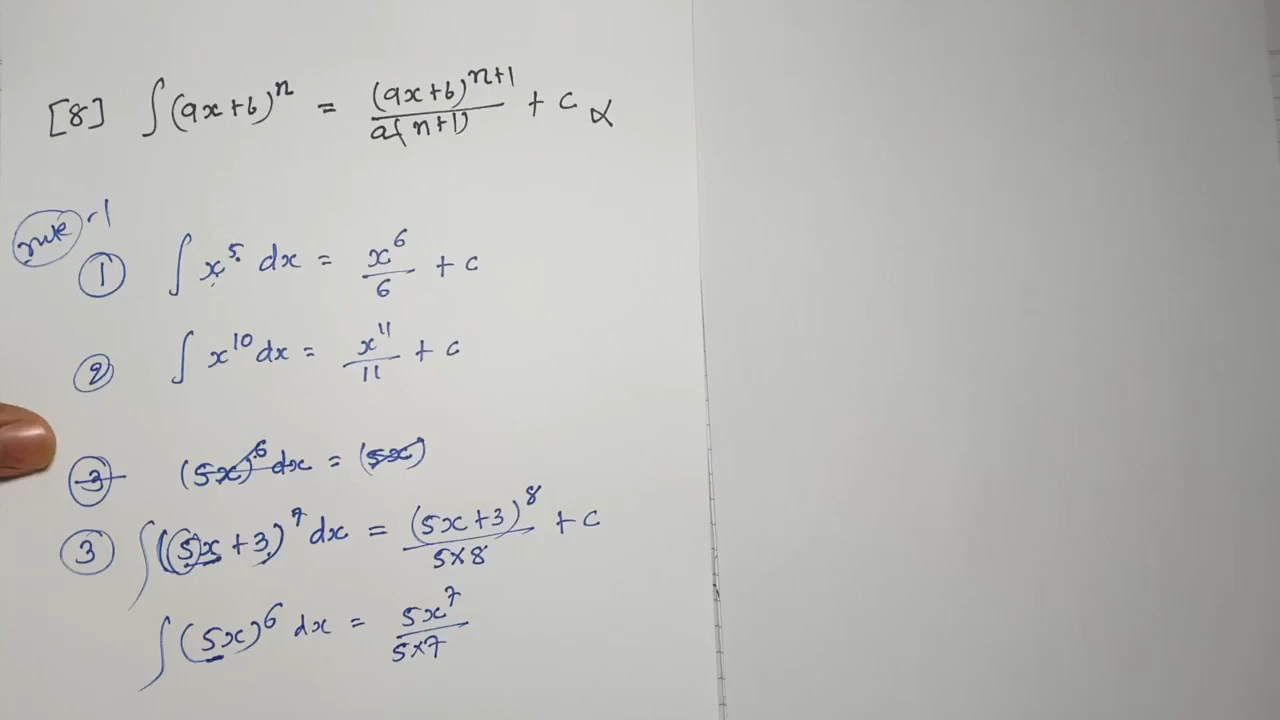 [8] ∫(ax+b)^n = (ax+b)^(n+1) / a(n+1) + c α
rule-1
① ∫ x^5 dx = x^6 / 6 + c
② ∫ x^10 dx = x^11 / 11 + c
3 (5x)^6 dx = (5x)
③ ∫((5)x+3)^7 dx = (5x+3)^8 / 5×8 + c
∫(5x)^6 dx = 5x^7 / 5×7